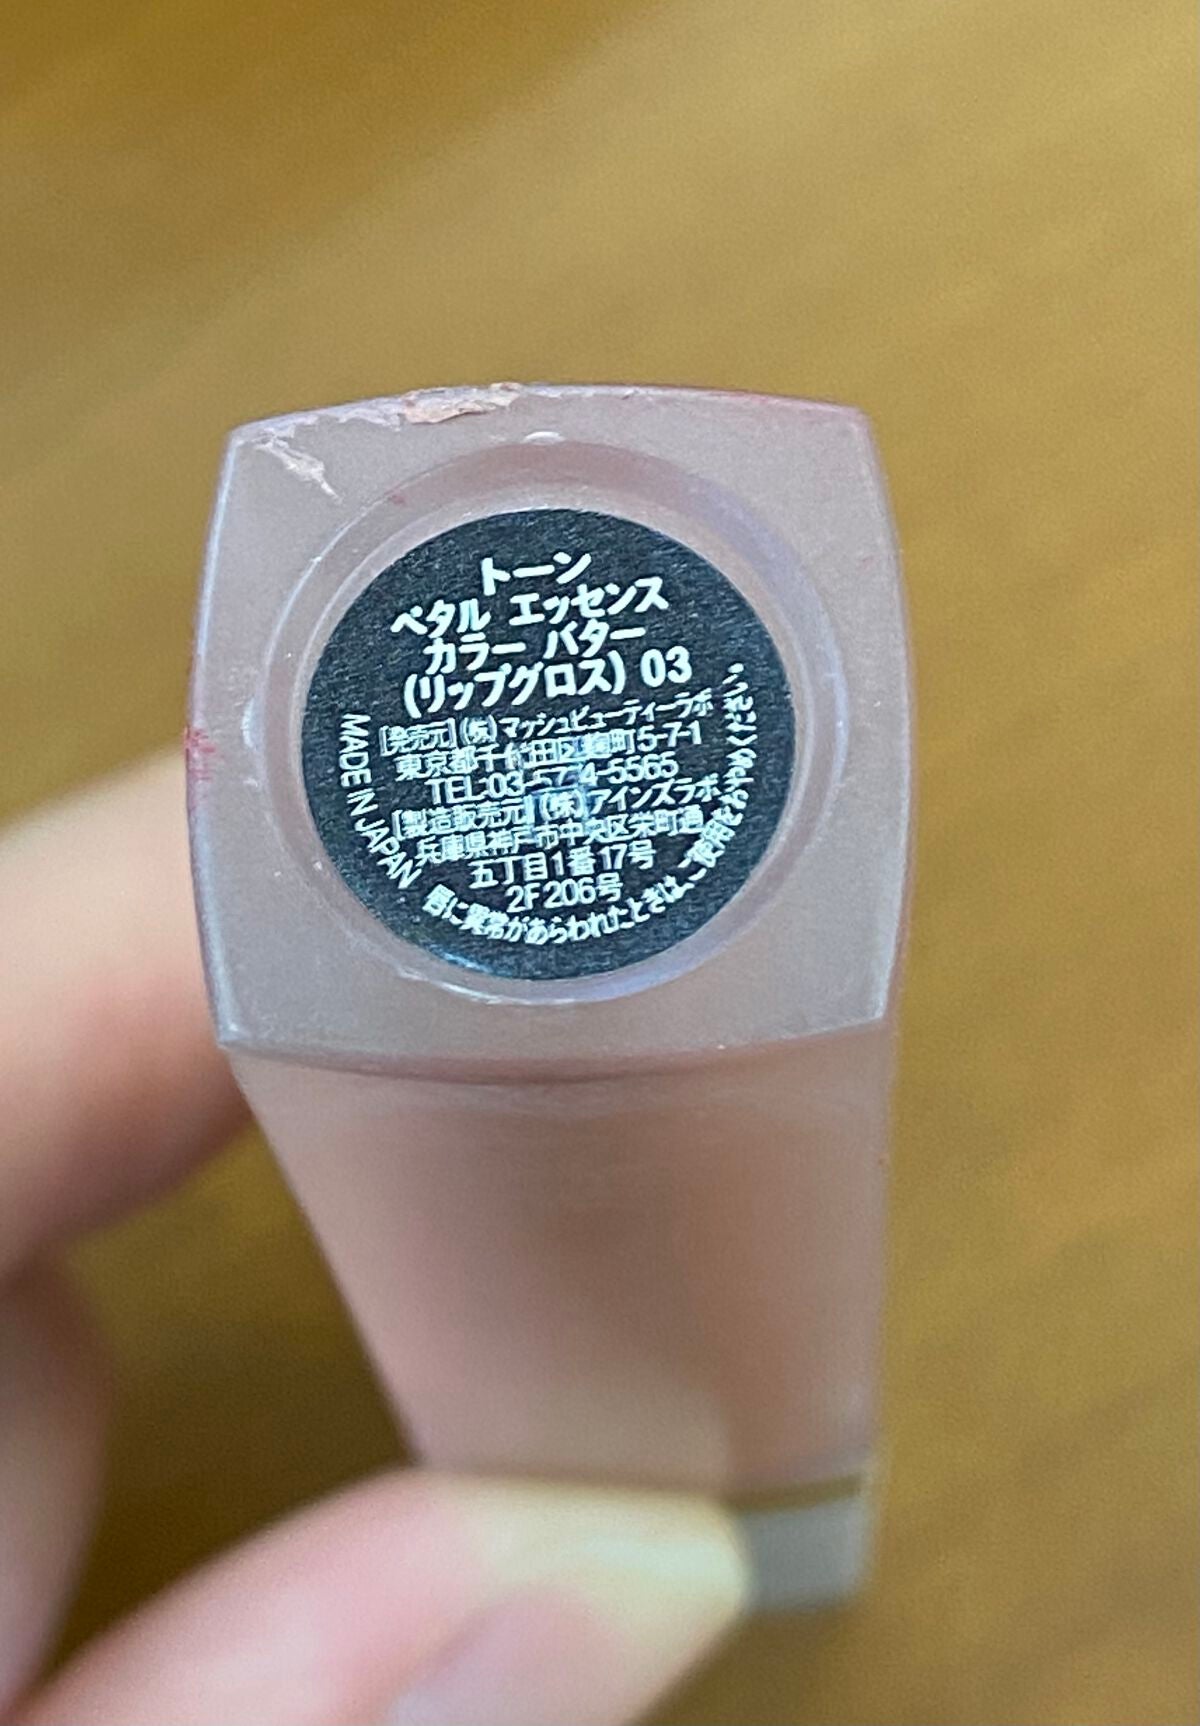 トーン
ペタル エッセンス
カラー バター
(リップグロス) 03
[発売元] (株)マッシュビューティーラボ
東京都千代田区麹町5-7-1
TEL:03-5774-5565
[製造販売元] (株)アインズラボ
兵庫県神戸市中央区栄町通
五丁目1番17号
2F 206号
MADE IN JAPAN
唇に異常があらわれたときは、ご使用をおやめください。